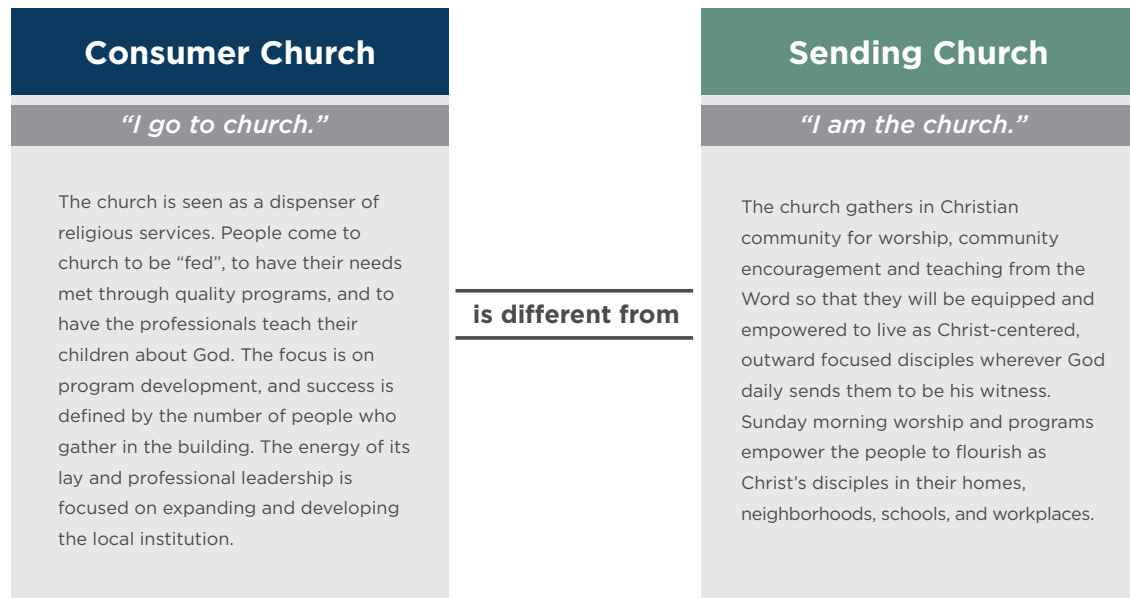 Consumer Church
“I go to church.”
The church is seen as a dispenser of
religious services. People come to
church to be “fed”, to have their needs
met through quality programs, and to
have the professionals teach their
children about God. The focus is on
program development, and success is
defined by the number of people who
gather in the building. The energy of its
lay and professional leadership is
focused on expanding and developing
the local institution.
is different from
Sending Church
“I am the church.”
The church gathers in Christian
community for worship, community
encouragement and teaching from the
Word so that they will be equipped and
empowered to live as Christ-centered,
outward focused disciples wherever God
daily sends them to be his witness.
Sunday morning worship and programs
empower the people to flourish as
Christ’s disciples in their homes,
neighborhoods, schools, and workplaces.